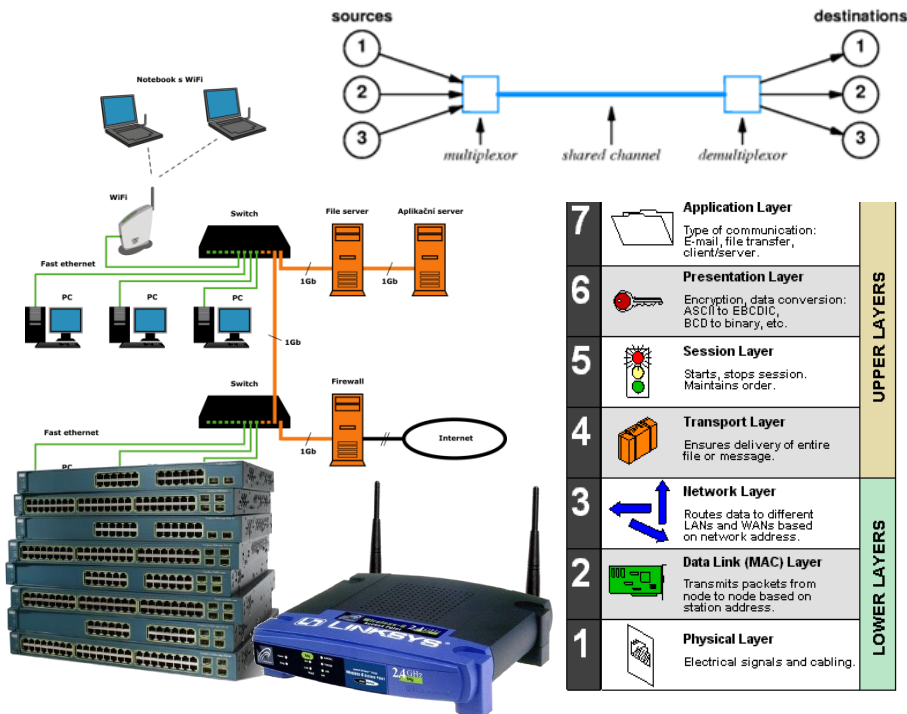 sources
destinations
1
2
3
1
2
3
multiplexor
shared channel
demultiplexor
Notebook s WiFi
WiFi
Switch
File server
Aplikační server
Fast ethernet
1Gb
1Gb
PC
PC
PC
1Gb
Switch
Firewall
Fast ethernet
1Gb
Internet
PC
LINKSYS
2.4 GHz
7
Application Layer
Type of communication:
E-mail, file transfer,
client/server.
6
Presentation Layer
Encryption, data conversion:
ASCII to EBCDIC,
BCD to binary, etc.
5
Session Layer
Starts, stops session.
Maintains order.
4
Transport Layer
Ensures delivery of entire
file or message.
UPPER LAYERS
3
Network Layer
Routes data to different
LANs and WANs based
on network address.
2
Data Link (MAC) Layer
Transmits packets from
node to node based on
station address.
1
Physical Layer
Electrical signals and cabling.
LOWER LAYERS